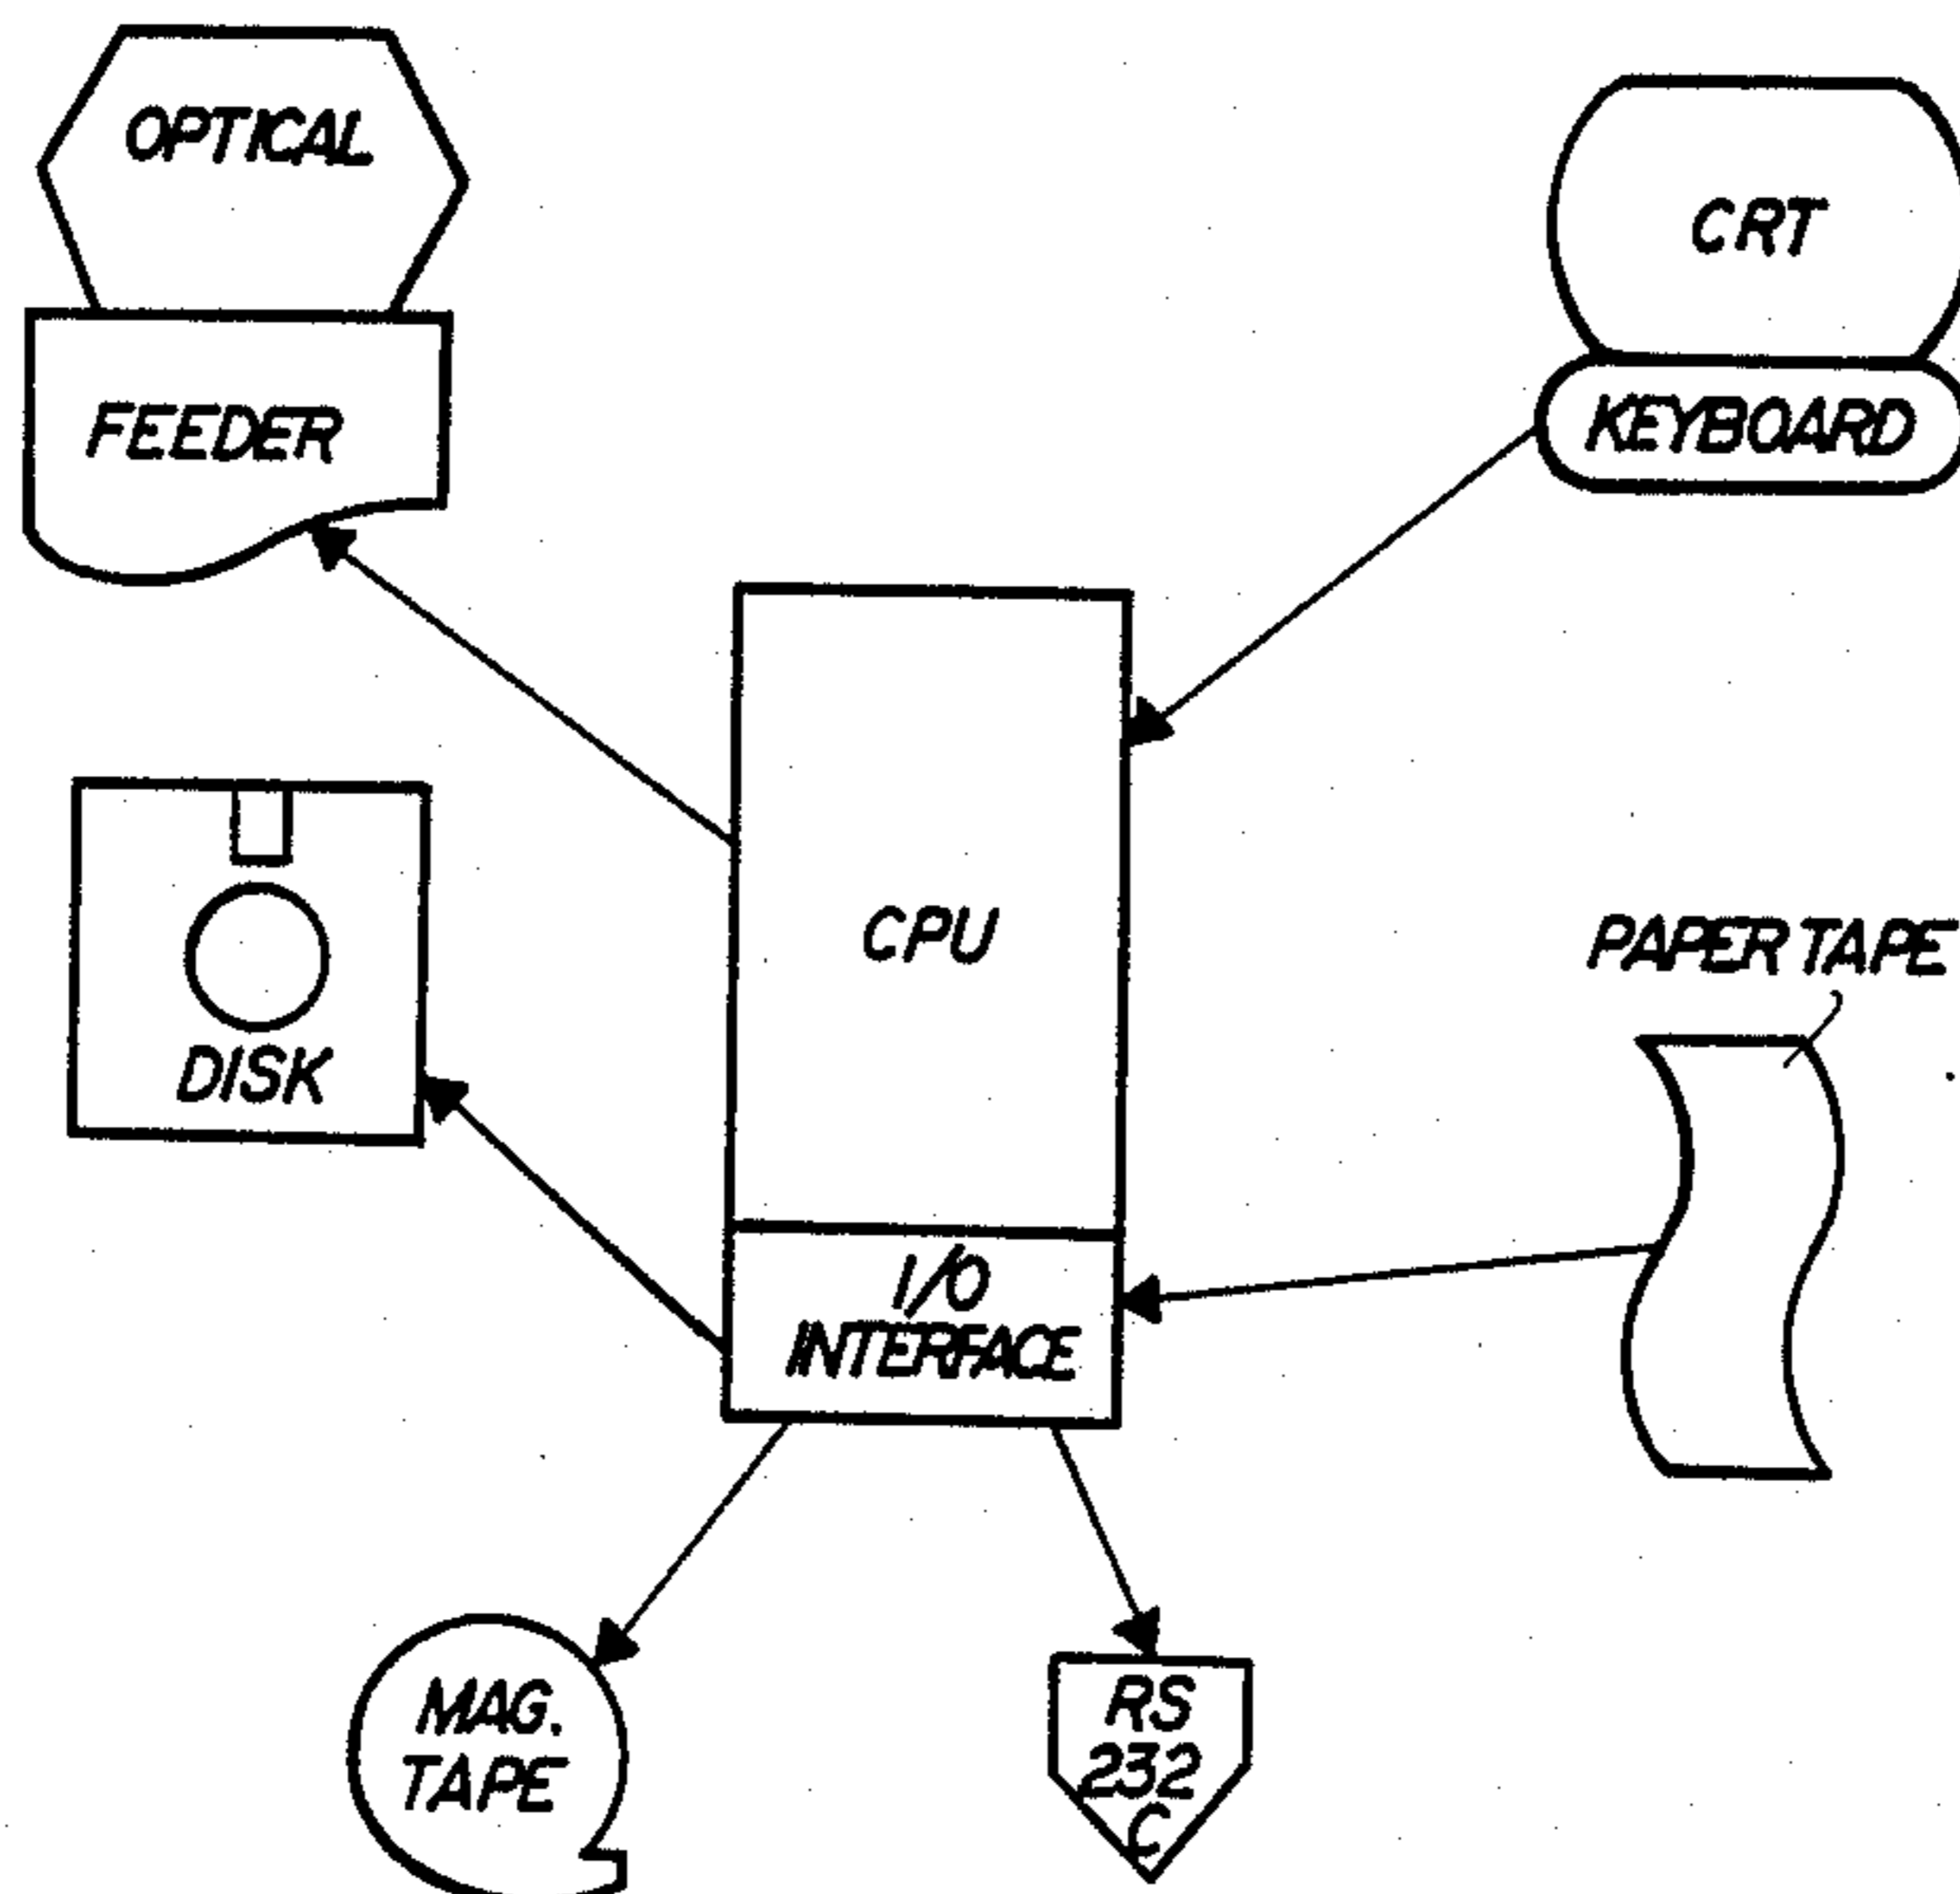 OPTICAL
CRT
FEEDER
KEYBOARD
CPU
PAPER TAPE
DISK
I/O
INTERFACE
MAG.
TAPE
RS
232
C